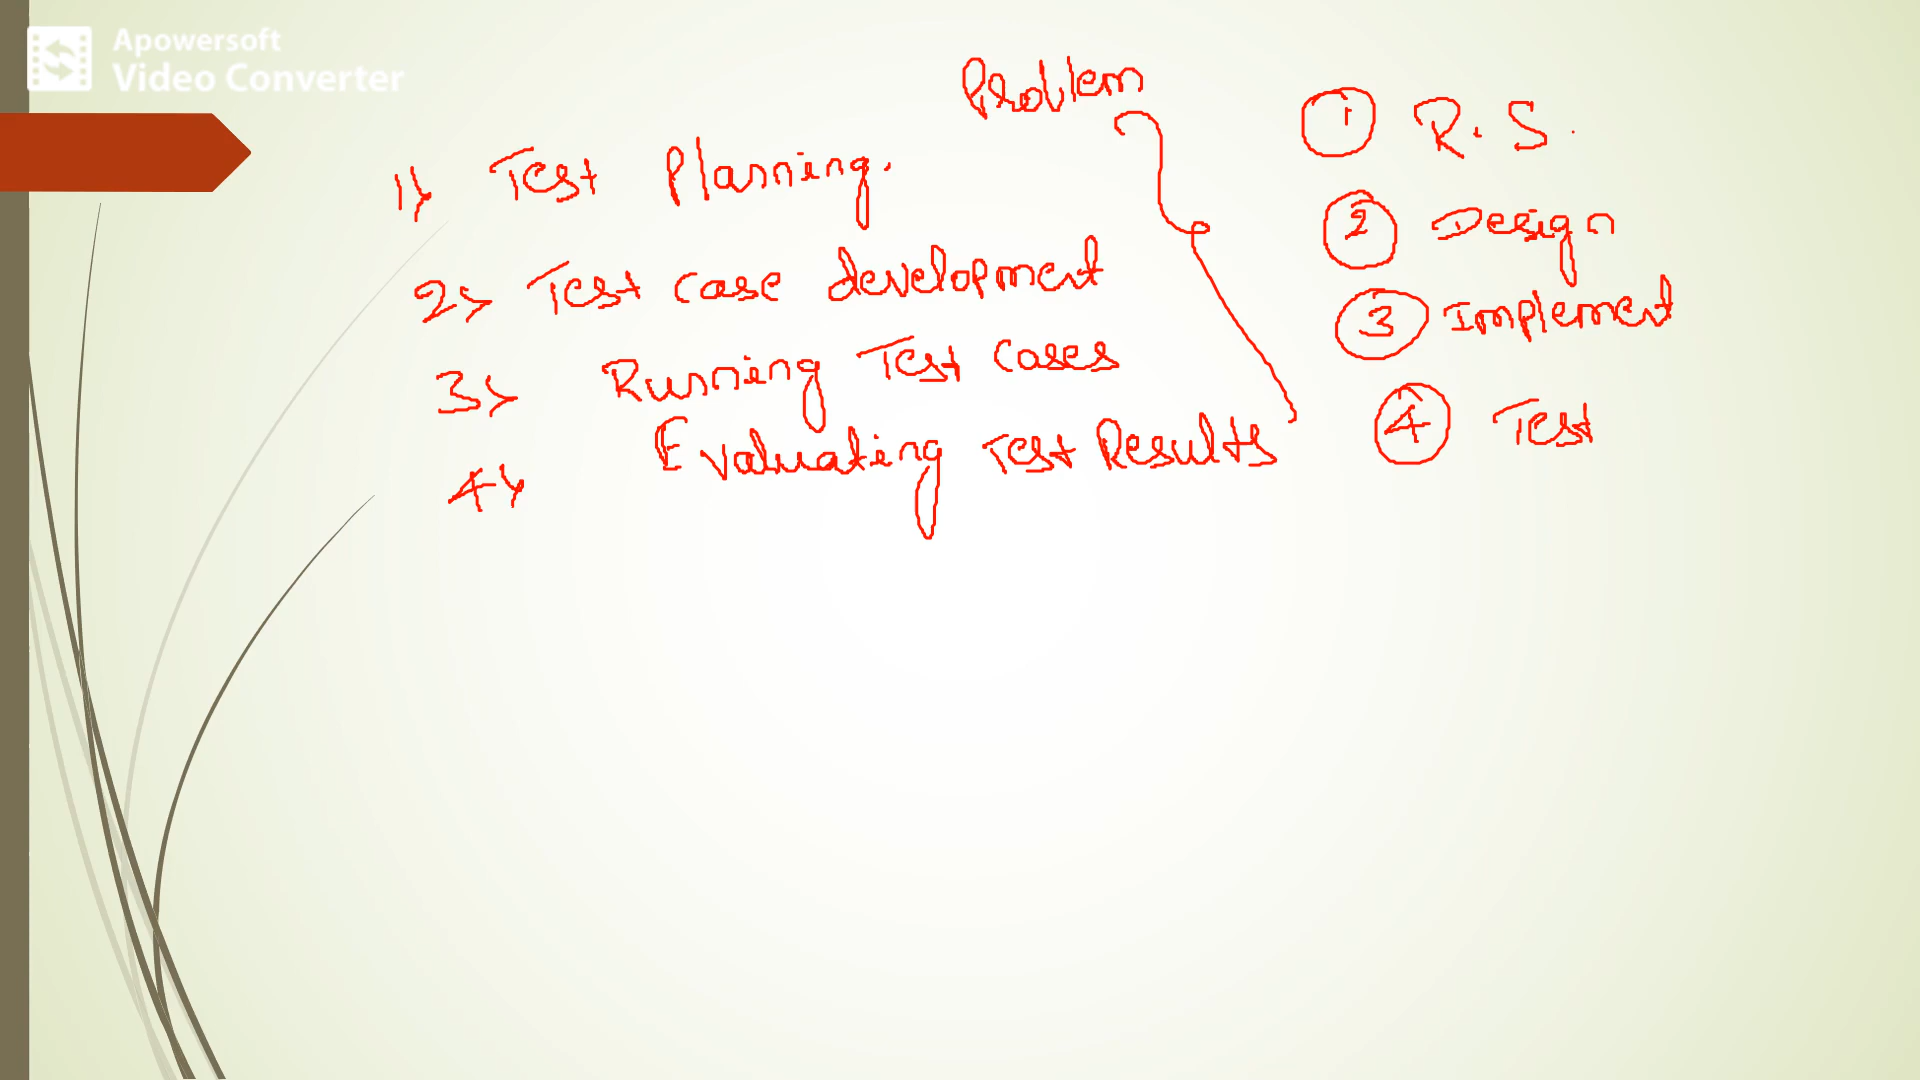 Apowersoft
Video Converter
Problem
1) Test Planning.
2) Test case development
3) Running Test cases
4) Evaluating Test Results
1 R.S.
2 Design
3 Implement
4 Test